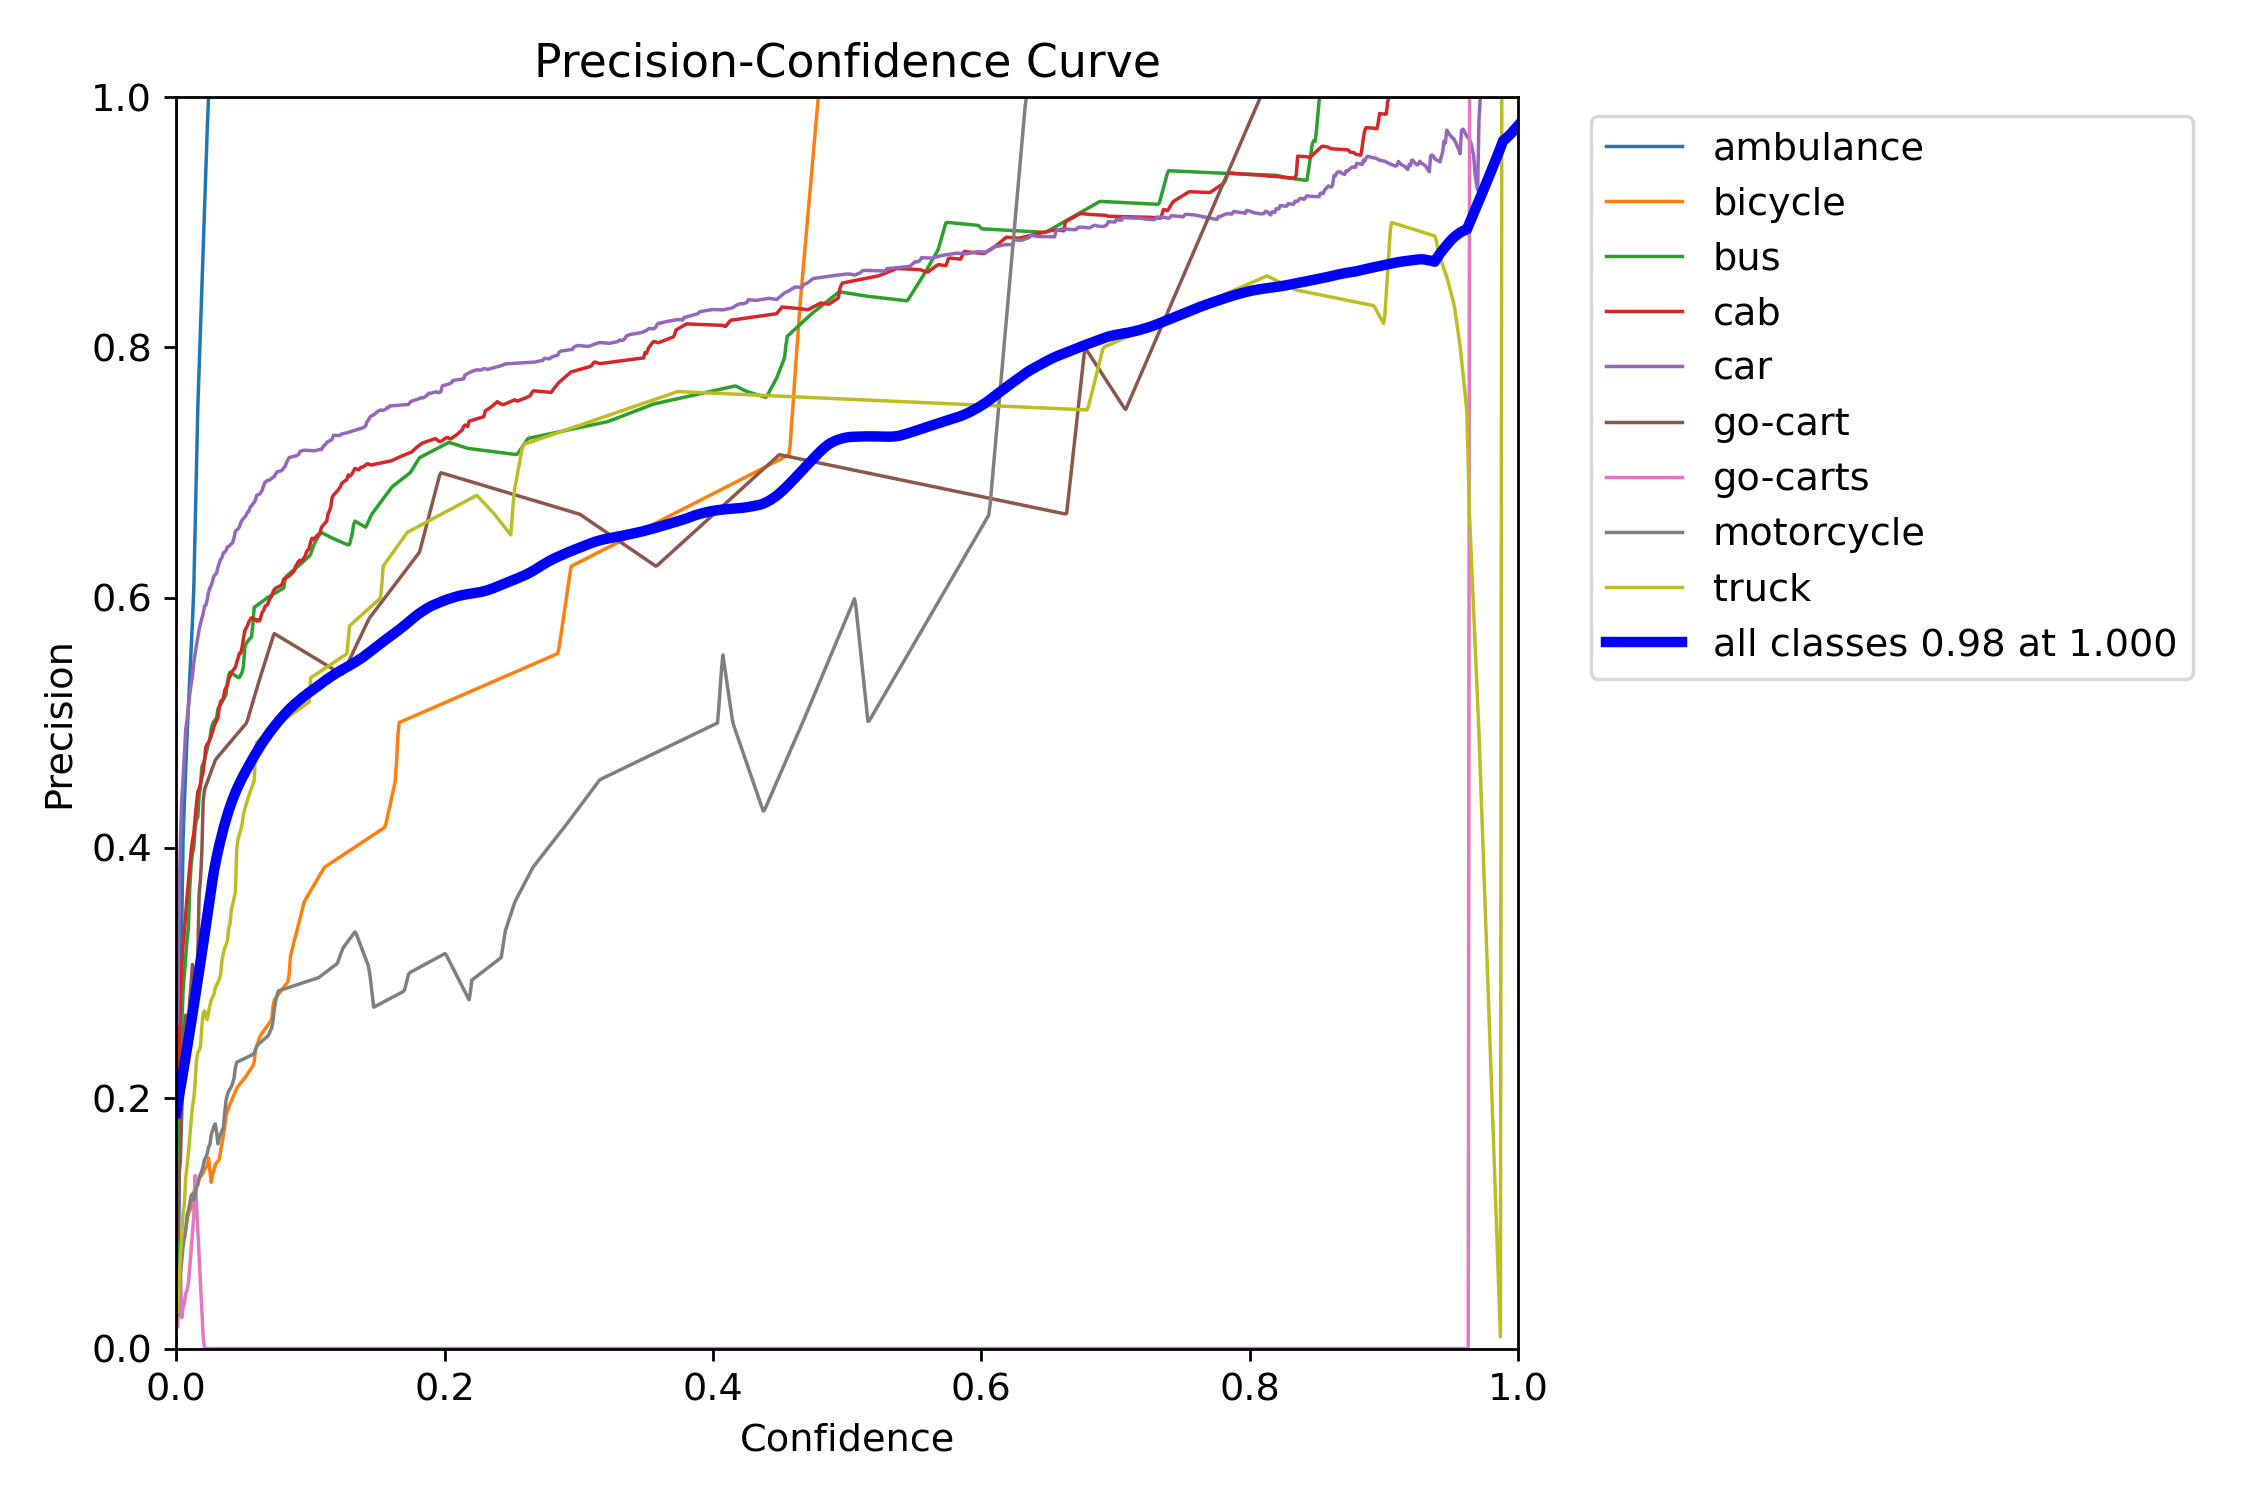 Precision-Confidence Curve
1.0
0.8
0.6
0.4
0.2
0.0
Precision
0.0 0.2 0.4 0.6 0.8 1.0
Confidence
ambulance
bicycle
bus
cab
car
go-cart
go-carts
motorcycle
truck
all classes 0.98 at 1.000